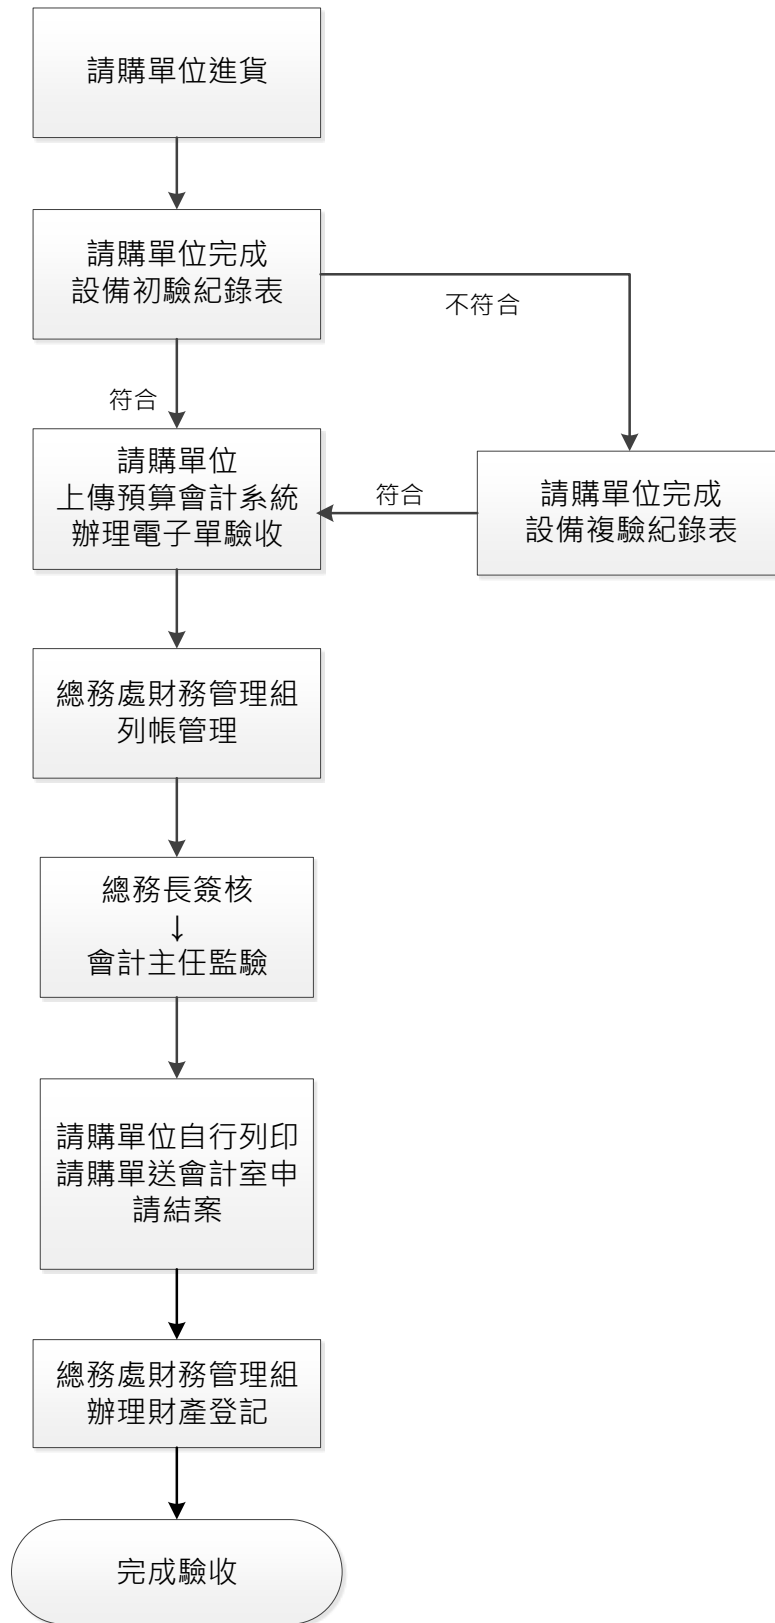 請購單位進貨
請購單位完成
設備初驗紀錄表
不符合
符合
請購單位
上傳預算會計系統
辦理電子單驗收
符合
請購單位完成
設備複驗紀錄表
總務處財務管理組
列帳管理
總務長簽核
↓
會計主任監驗
請購單位自行列印
請購單送會計室申
請結案
總務處財務管理組
辦理財產登記
完成驗收